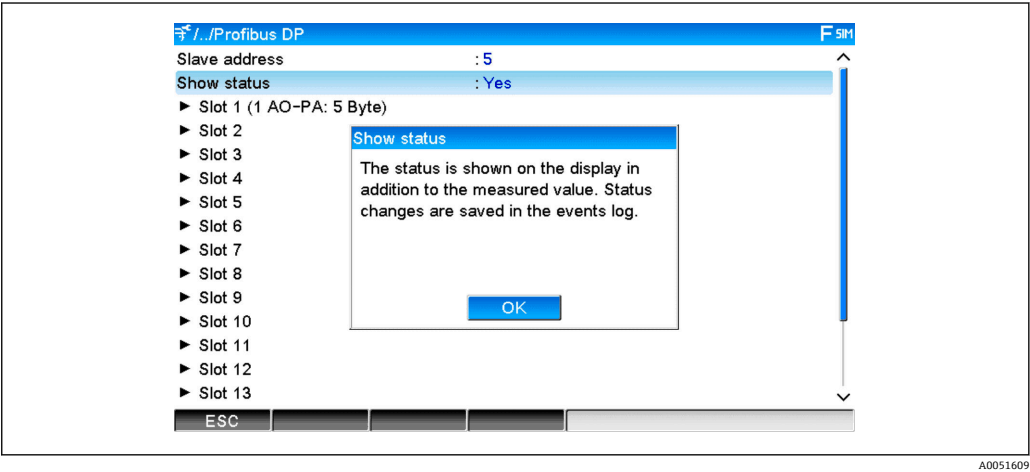 /../Profibus DP F SIM
Slave address : 5
Show status : Yes
► Slot 1 (1 AO-PA: 5 Byte)
► Slot 2
Show status
► Slot 3
► Slot 4
► Slot 5
► Slot 6
► Slot 7
► Slot 8
► Slot 9
► Slot 10
► Slot 11
► Slot 12
► Slot 13
The status is shown on the display in
addition to the measured value. Status
changes are saved in the events log.
OK
ESC
A0051609